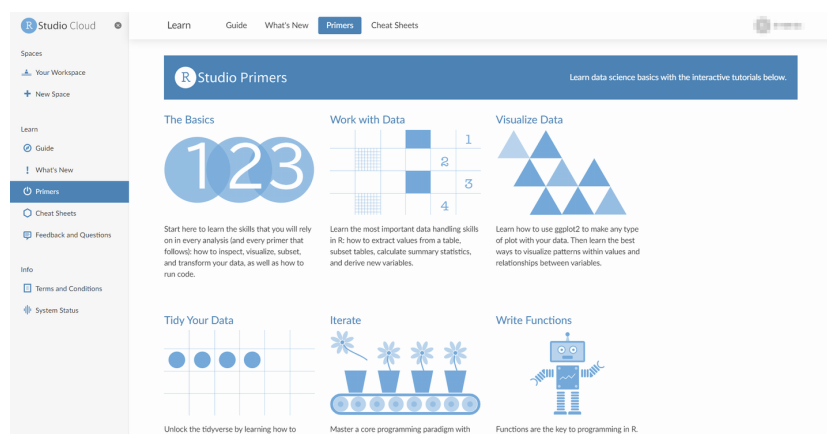 R Studio Cloud
Spaces
Your Workspace
New Space
Learn
Guide
What's New
Primers
Cheat Sheets
Feedback and Questions
Info
Terms and Conditions
System Status
Learn Guide What's New Primers Cheat Sheets
R Studio Primers Learn data science basics with the interactive tutorials below.
The Basics
123
Start here to learn the skills that you will rely
on in every analysis (and every primer that
follows): how to inspect, visualize, subset,
and transform your data, as well as how to
run code.
Work with Data
1
2
3
4
Learn the most important data handling skills
in R: how to extract values from a table,
subset tables, calculate summary statistics,
and derive new variables.
Visualize Data
Learn how to use ggplot2 to make any type
of plot with your data. Then learn the best
ways to visualize patterns within values and
relationships between variables.
Tidy Your Data
Unlock the tidyverse by learning how to
Iterate
Master a core programming paradigm with
Write Functions
Functions are the key to programming in R.